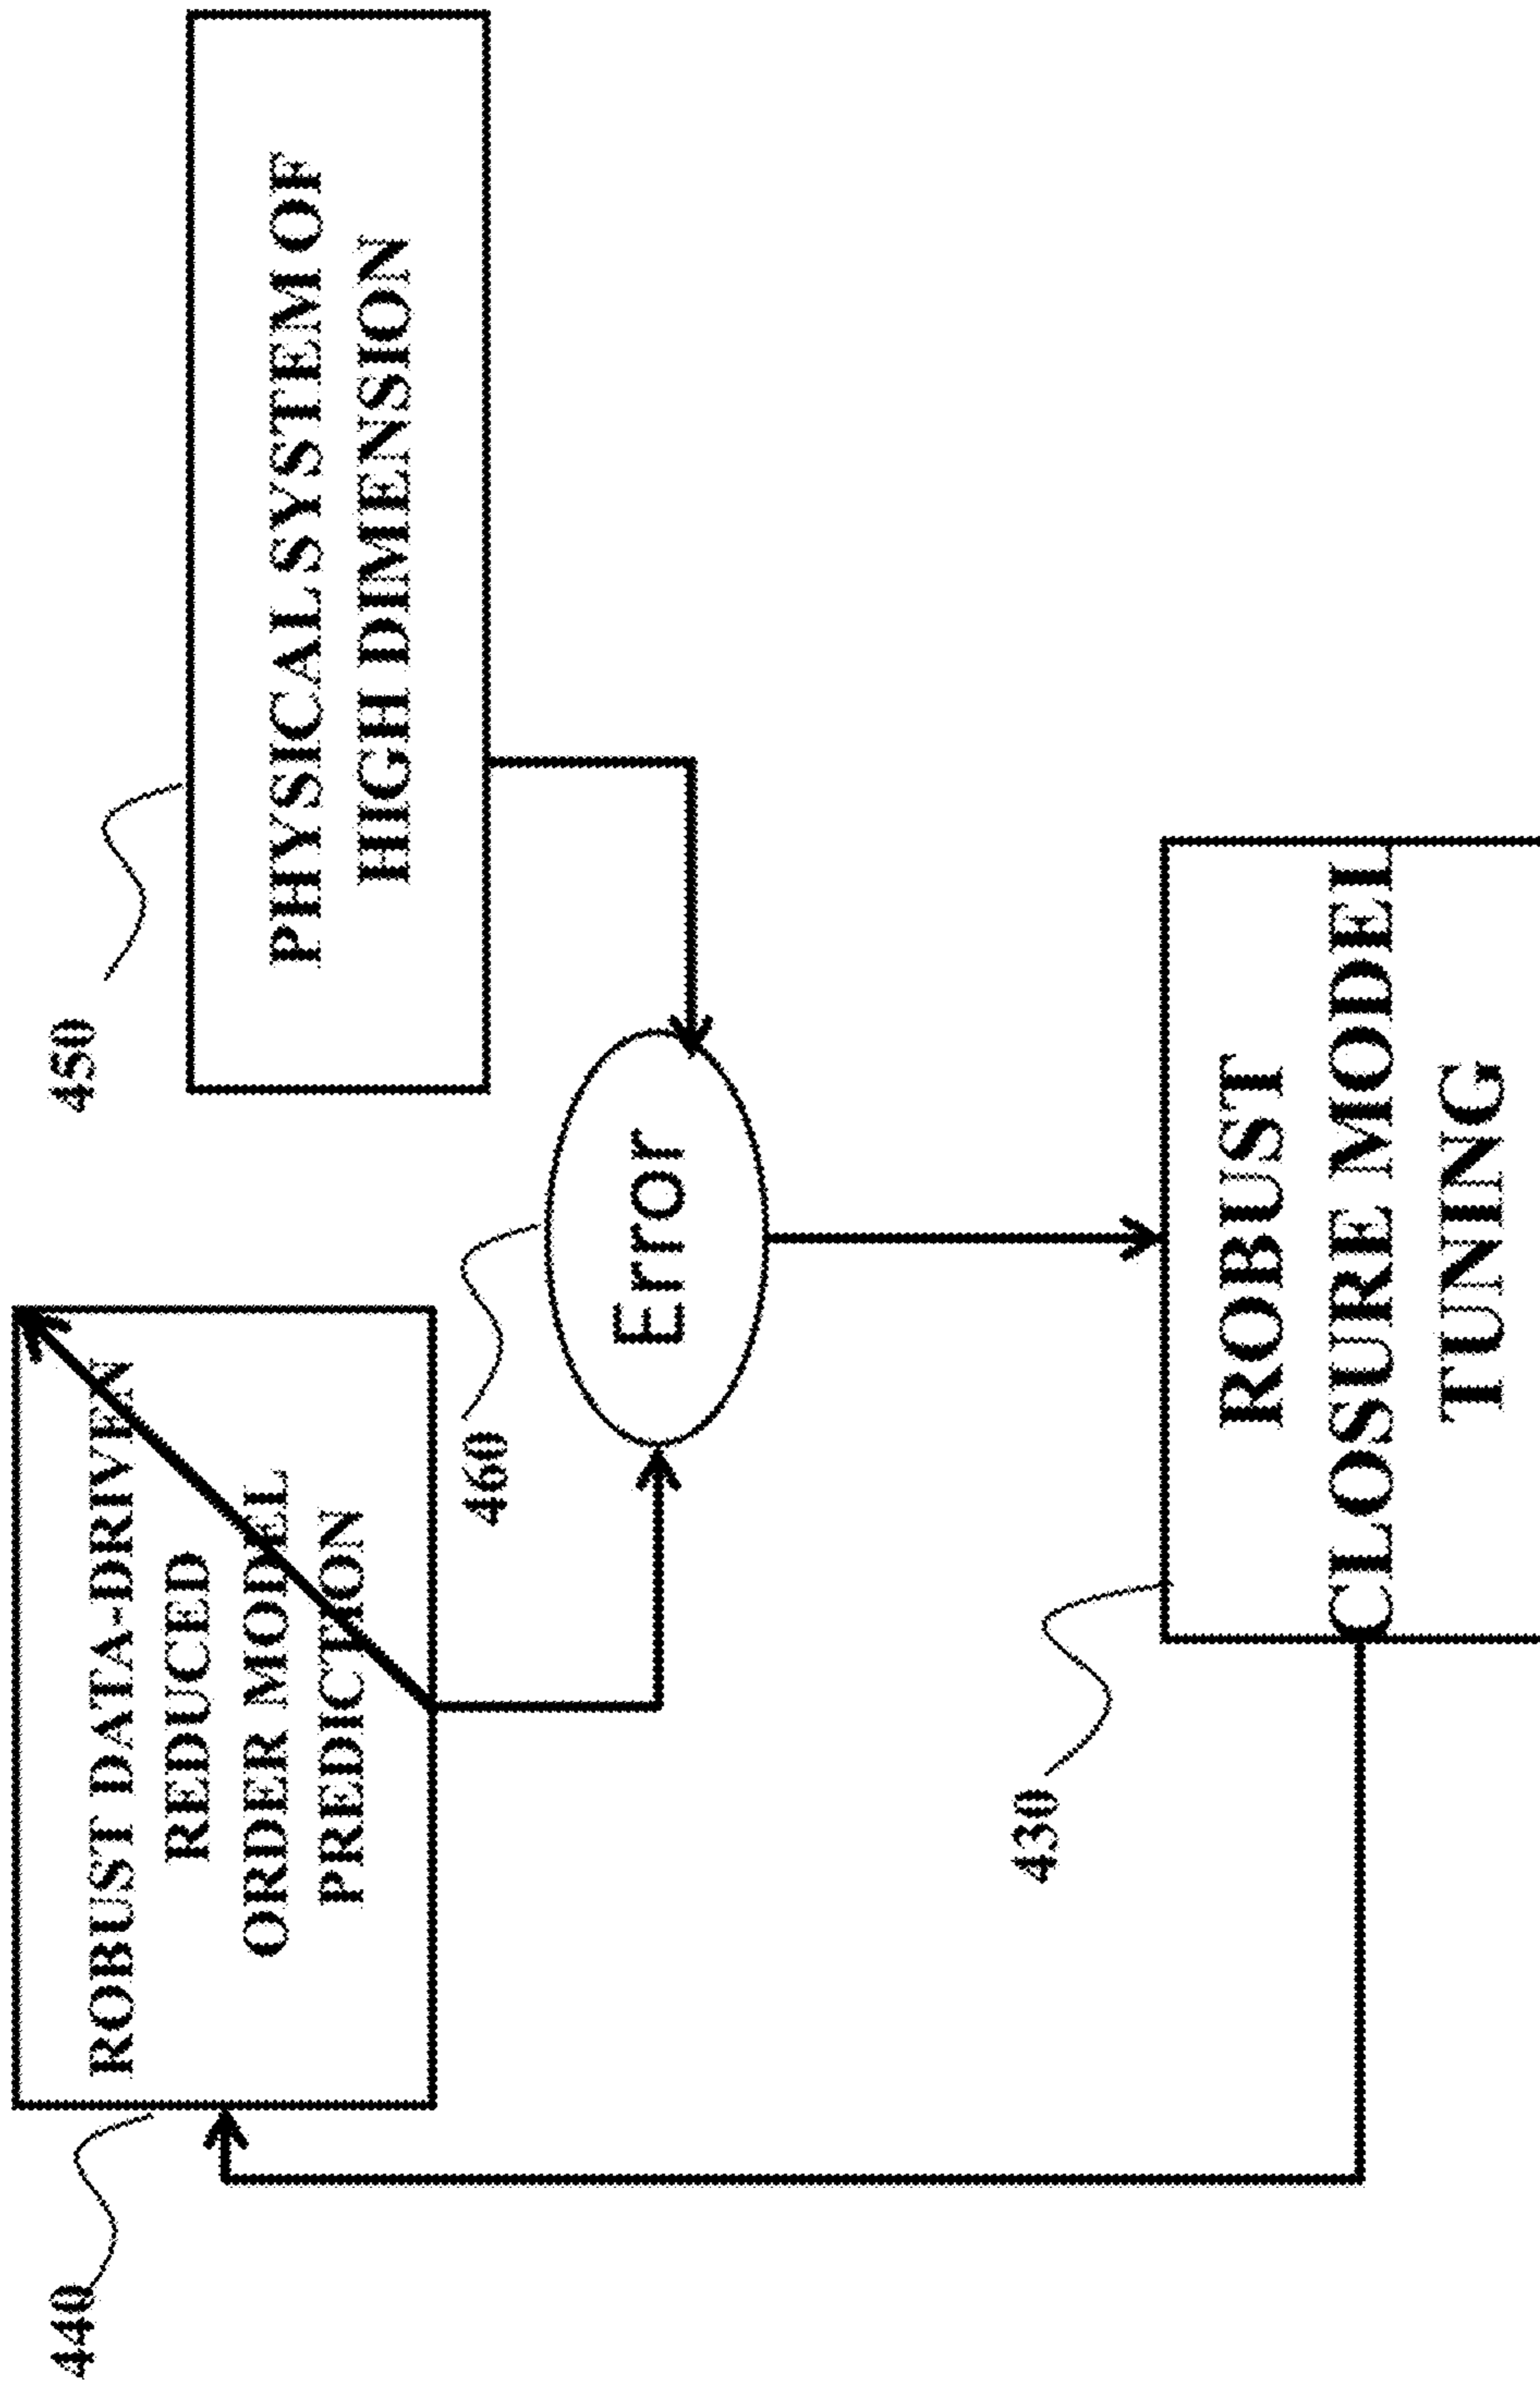 440
ROBUST DATA-DRIVEN
REDUCED
ORDER MODEL
PREDICTION
450
PHYSICAL SYSTEM OF
HIGH DIMENSION
460
Error
430
ROBUST
CLOSURE MODEL
TUNING